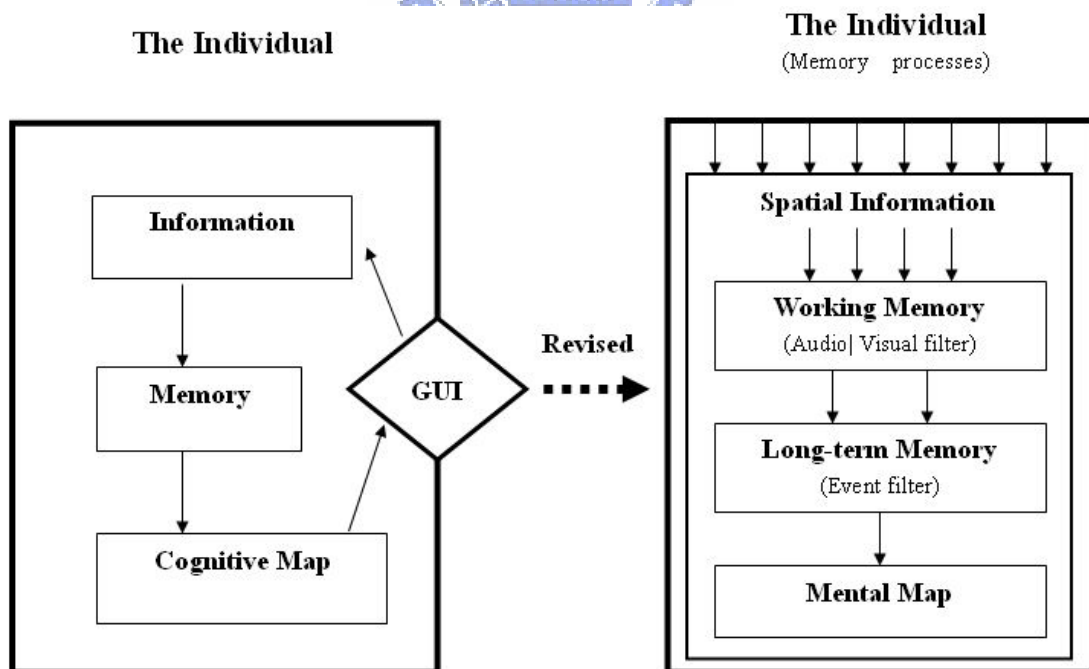 The Individual
Information
Memory
Cognitive Map
GUI
Revised
The Individual
(Memory processes)
Spatial Information
Working Memory
(Audio| Visual filter)
Long-term Memory
(Event filter)
Mental Map